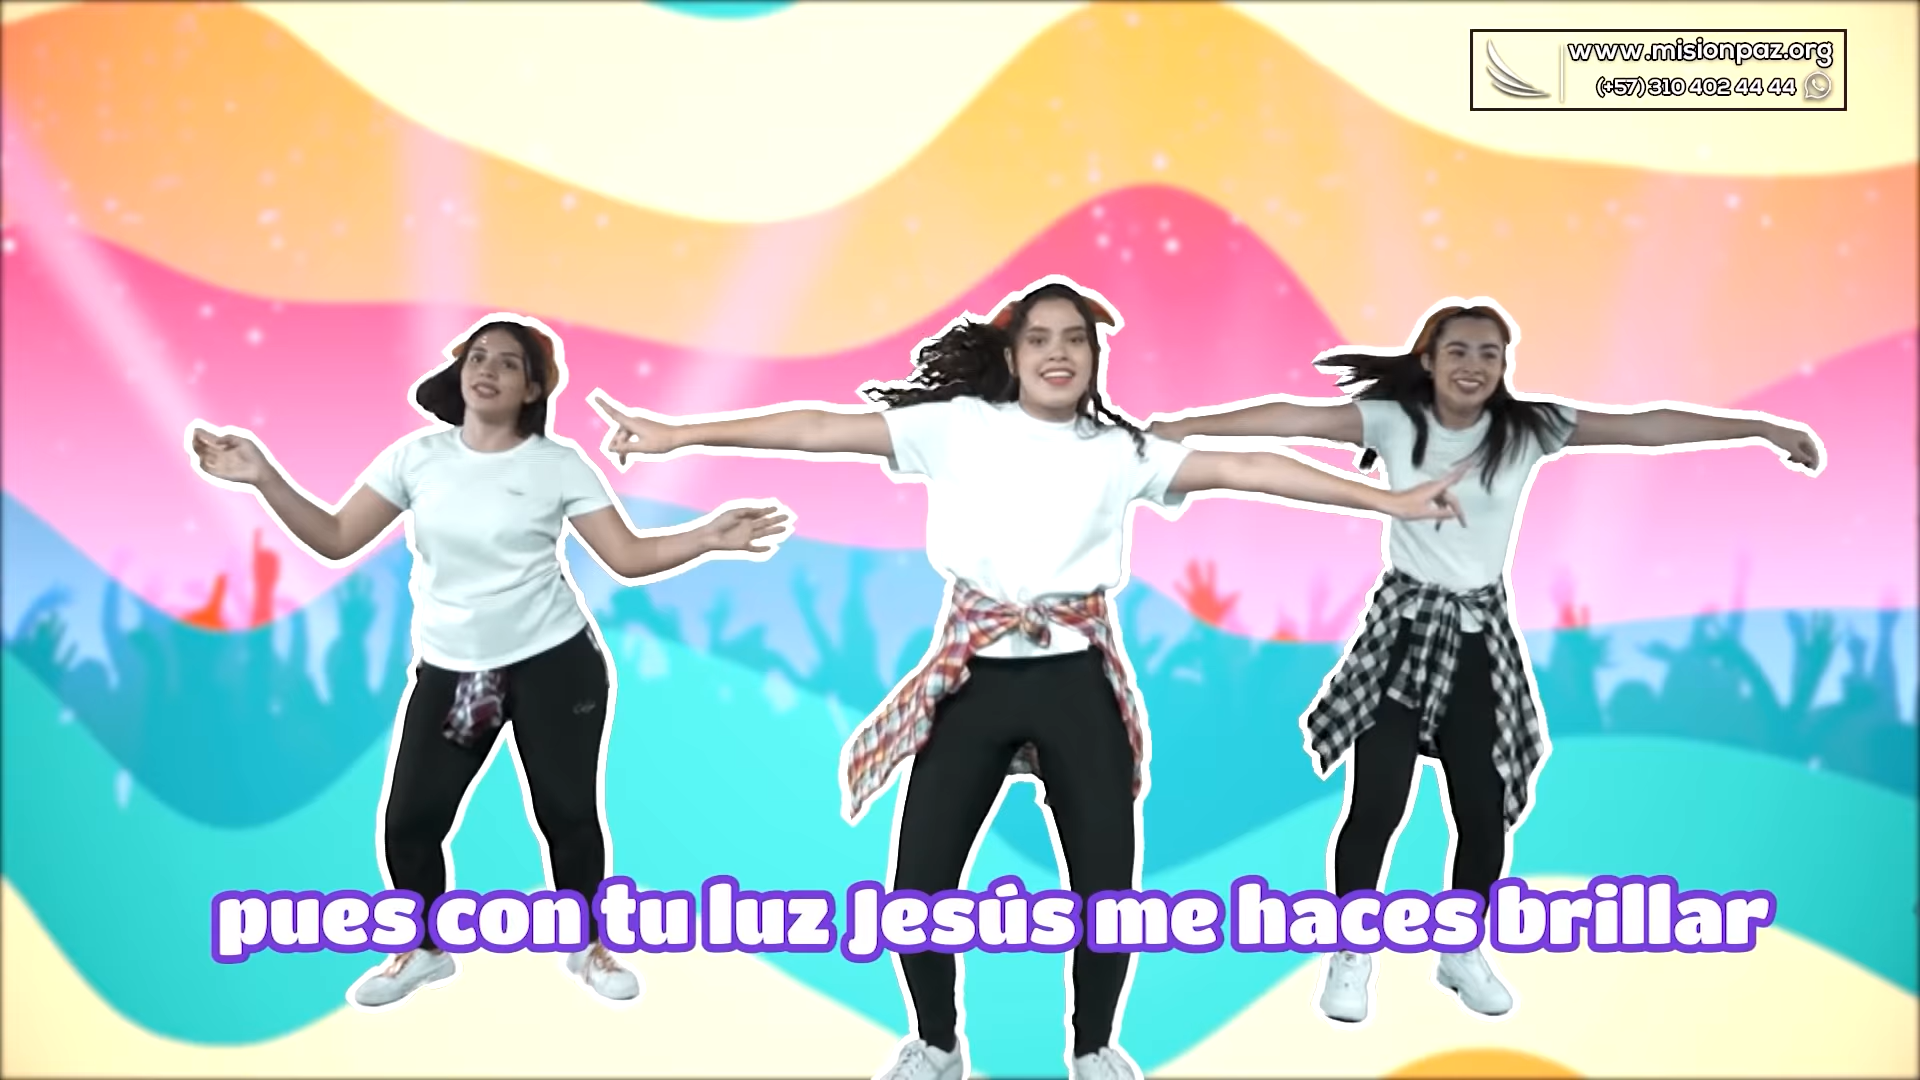 www.misionpaz.org
(+57) 310 402 44 44
pues con tu luz Jesús me haces brillar